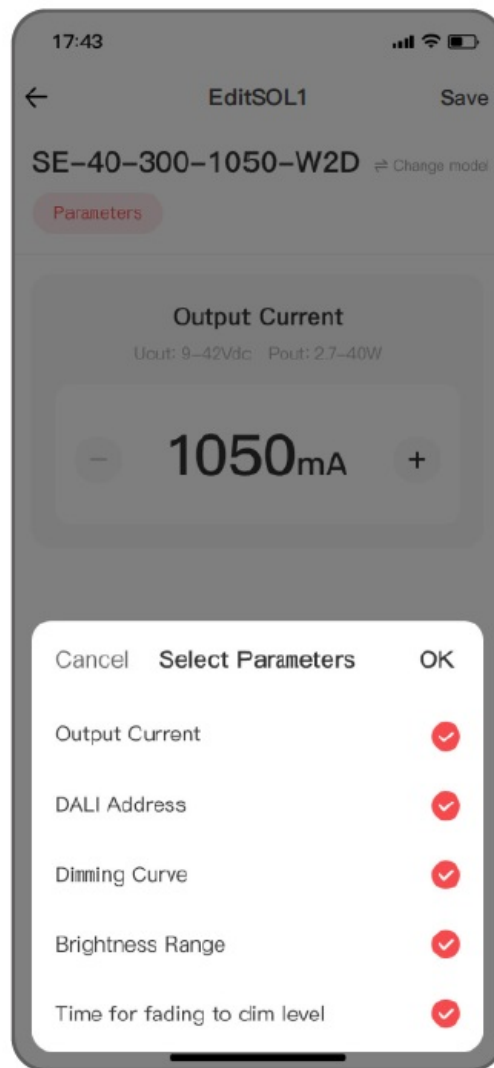 17:43
EditSOL1
Save
SE-40-300-1050-W2D ⇌ Change model
Parameters
Output Current
Uout: 9-42Vdc Pout: 2.7-40W
− 1050mA +
Cancel Select Parameters OK
Output Current
DALI Address
Dimming Curve
Brightness Range
Time for fading to dim level